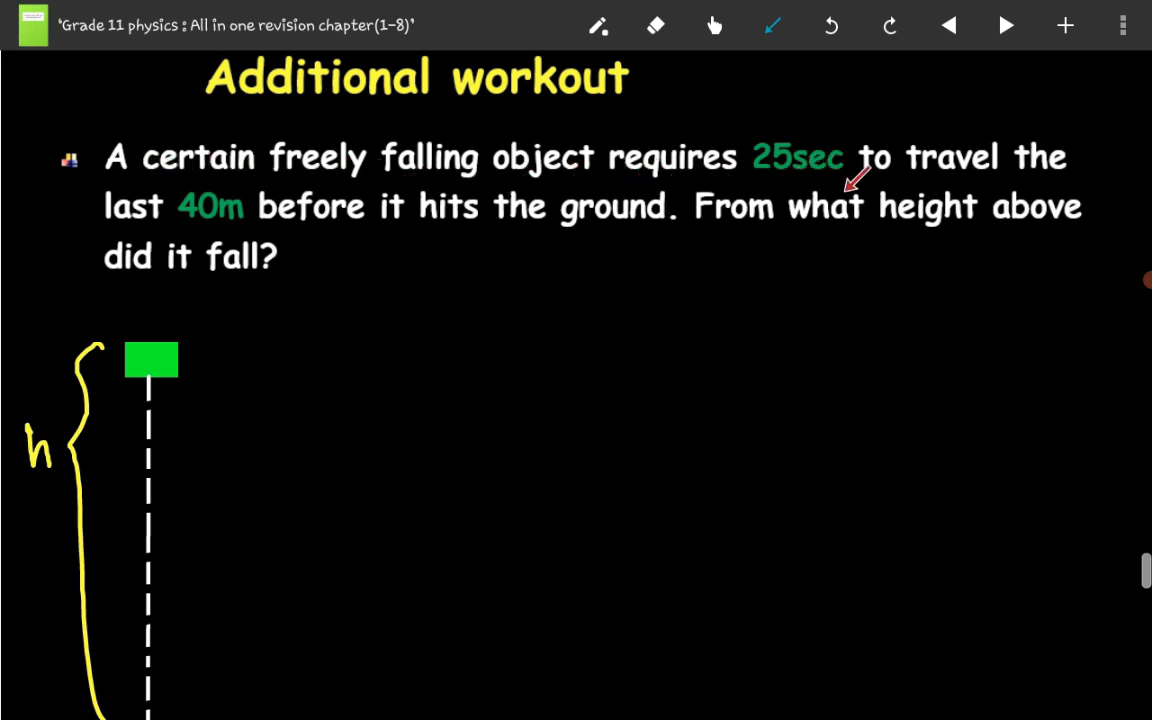 'Grade 11 physics : All in one revision chapter(1-8)'
Additional workout
A certain freely falling object requires 25sec to travel the
last 40m before it hits the ground. From what height above
did it fall?
h